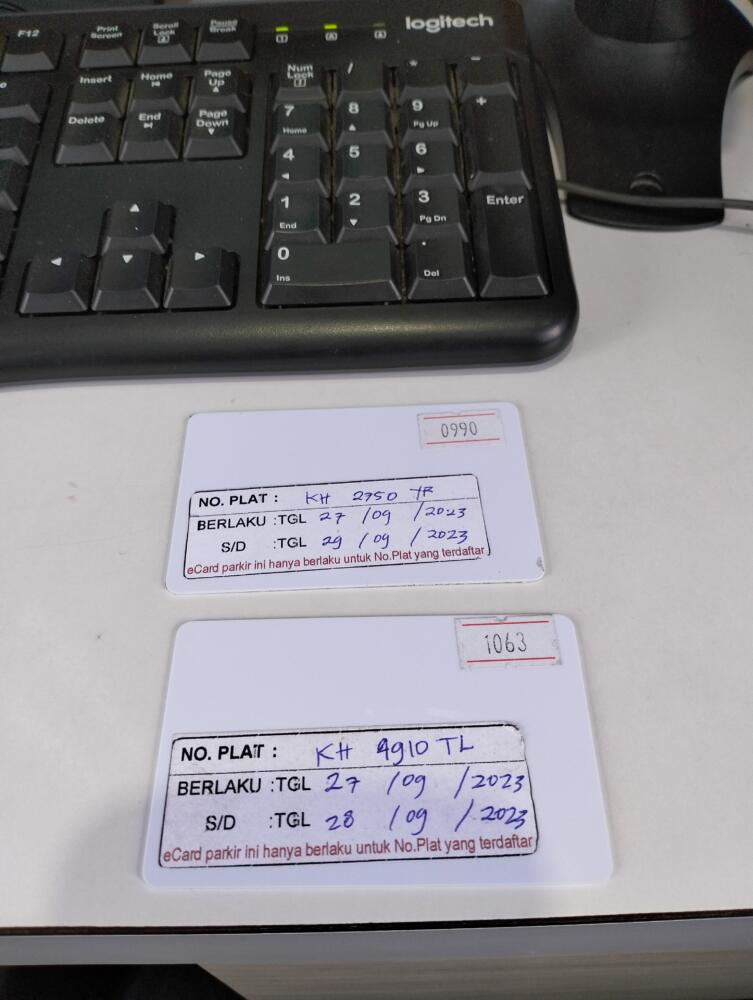 logitech
F12
Print Screen
Scroll Lock
Pause Break
Insert
Home
Page Up
Delete
End
Page Down
Num Lock
/
*
-
7 Home
8
9 Pg Up
+
4
5
6
1 End
2
3 Pg Dn
Enter
0 Ins
. Del
0990
NO. PLAT : KH 2750 YR
BERLAKU :TGL 27 /09 /2023
S/D :TGL 29 /09 /2023
eCard parkir ini hanya berlaku untuk No.Plat yang terdaftar
1063
NO. PLAT : KH 4910 TL
BERLAKU :TGL 27 /09 /2023
S/D :TGL 28 /09 /2023
eCard parkir ini hanya berlaku untuk No.Plat yang terdaftar